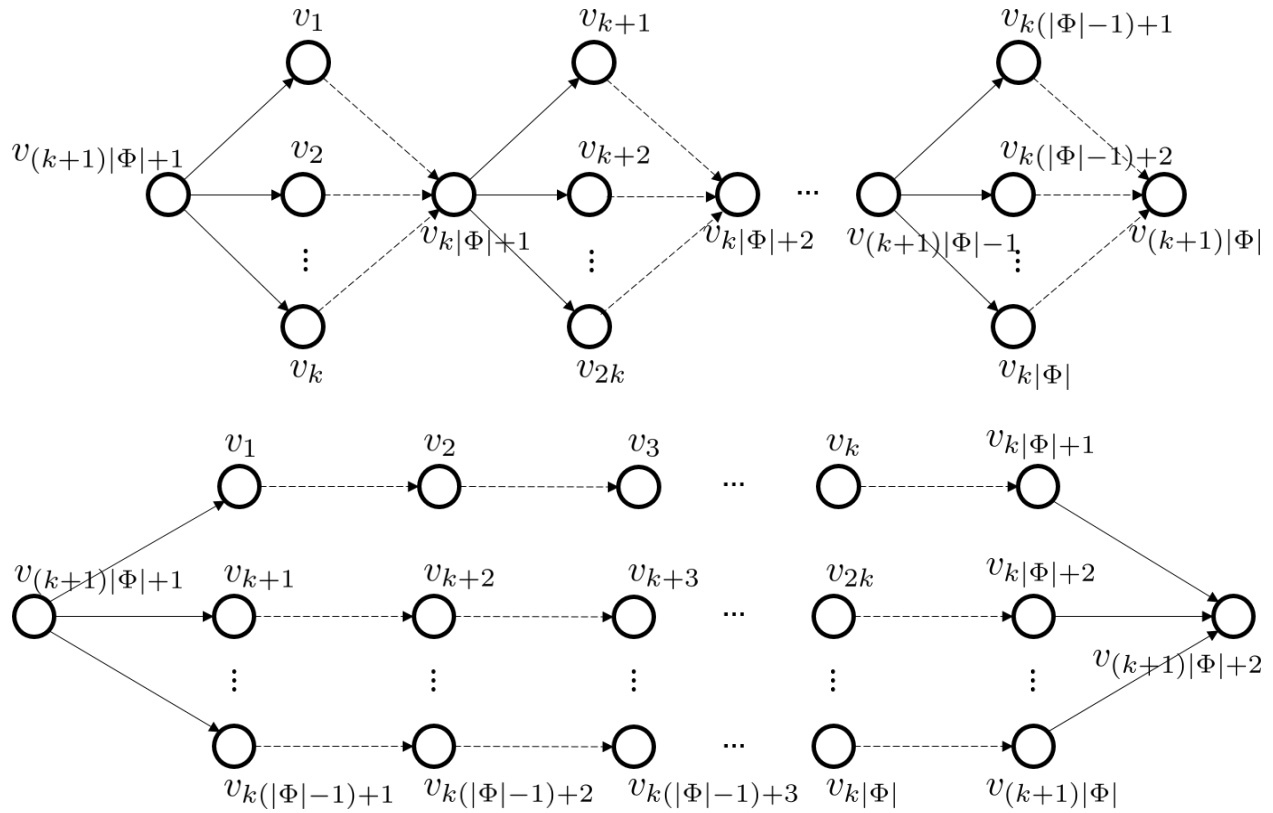 v_1 v_{k+1} v_{k(|Φ|−1)+1}
v_{(k+1)|Φ|+1} v_2 v_{k+2} v_{k(|Φ|−1)+2}
...
v_{k|Φ|+1} v_{k|Φ|+2} v_{(k+1)|Φ|−1} v_{(k+1)|Φ|}
⋮ ⋮ ⋮
v_k v_{2k} v_{k|Φ|}
v_1 v_2 v_3 ... v_k v_{k|Φ|+1}
v_{(k+1)|Φ|+1} v_{k+1} v_{k+2} v_{k+3} ... v_{2k} v_{k|Φ|+2}
⋮ ⋮ ⋮ ⋮ ⋮ v_{(k+1)|Φ|+2}
...
v_{k(|Φ|−1)+1} v_{k(|Φ|−1)+2} v_{k(|Φ|−1)+3} v_{k|Φ|} v_{(k+1)|Φ|}